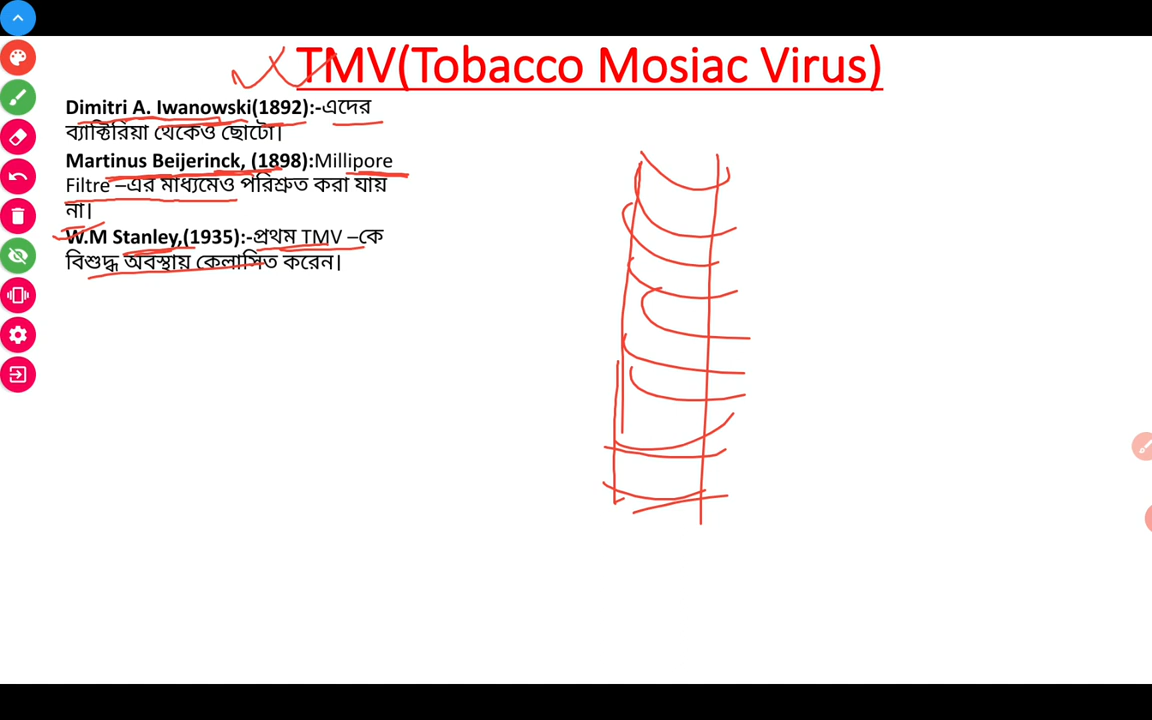 TMV(Tobacco Mosiac Virus)
Dimitri A. Iwanowski(1892):-এদের
ব্যাক্টিরিয়া থেকেও ছোটো।
Martinus Beijerinck, (1898):Millipore
Filtre –এর মাধ্যমেও পরিশ্রুত করা যায়
না।
W.M Stanley,(1935):-প্রথম TMV –কে
বিশুদ্ধ অবস্থায় কেলাসিত করেন।